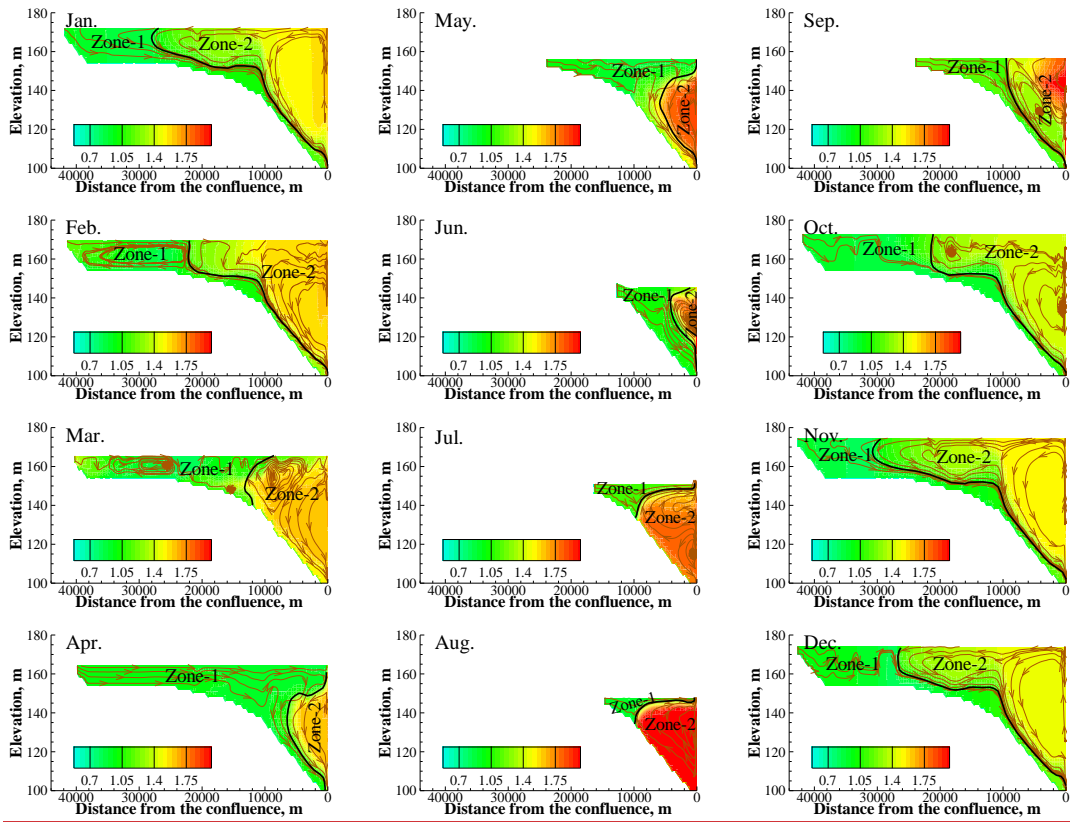 Jan.
Elevation, m
180
160
140
120
100
Zone-1
Zone-2
0.7 1.05 1.4 1.75
40000 30000 20000 10000 0
Distance from the confluence, m
May.
Elevation, m
180
160
140
120
100
Zone-1
Zone-2
0.7 1.05 1.4 1.75
40000 30000 20000 10000 0
Distance from the confluence, m
Sep.
Elevation, m
180
160
140
120
100
Zone-1
Zone-2
0.7 1.05 1.4 1.75
40000 30000 20000 10000 0
Distance from the confluence, m
Feb.
Elevation, m
180
160
140
120
100
Zone-1
Zone-2
0.7 1.05 1.4 1.75
40000 30000 20000 10000 0
Distance from the confluence, m
Jun.
Elevation, m
180
160
140
120
100
Zone-1
Zone-2
0.7 1.05 1.4 1.75
40000 30000 20000 10000 0
Distance from the confluence, m
Oct.
Elevation, m
180
160
140
120
100
Zone-1
Zone-2
0.7 1.05 1.4 1.75
40000 30000 20000 10000 0
Distance from the confluence, m
Mar.
Elevation, m
180
160
140
120
100
Zone-1
Zone-2
0.7 1.05 1.4 1.75
40000 30000 20000 10000 0
Distance from the confluence, m
Jul.
Elevation, m
180
160
140
120
100
Zone-1
Zone-2
0.7 1.05 1.4 1.75
40000 30000 20000 10000 0
Distance from the confluence, m
Nov.
Elevation, m
180
160
140
120
100
Zone-1
Zone-2
0.7 1.05 1.4 1.75
40000 30000 20000 10000 0
Distance from the confluence, m
Apr.
Elevation, m
180
160
140
120
100
Zone-1
Zone-2
0.7 1.05 1.4 1.75
40000 30000 20000 10000 0
Distance from the confluence, m
Aug.
Elevation, m
180
160
140
120
100
Zone-1
Zone-2
0.7 1.05 1.4 1.75
40000 30000 20000 10000 0
Distance from the confluence, m
Dec.
Elevation, m
180
160
140
120
100
Zone-1
Zone-2
0.7 1.05 1.4 1.75
40000 30000 20000 10000 0
Distance from the confluence, m